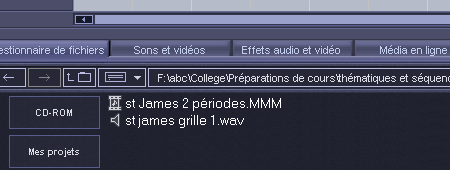 estionnaire de fichiers Sons et vidéos Effets audio et vidéo Média en ligne
F:\abc\College\Préparations de cours\thématiques et séquen
CD-ROM st James 2 périodes.MMM
st james grille 1.wav
Mes projets